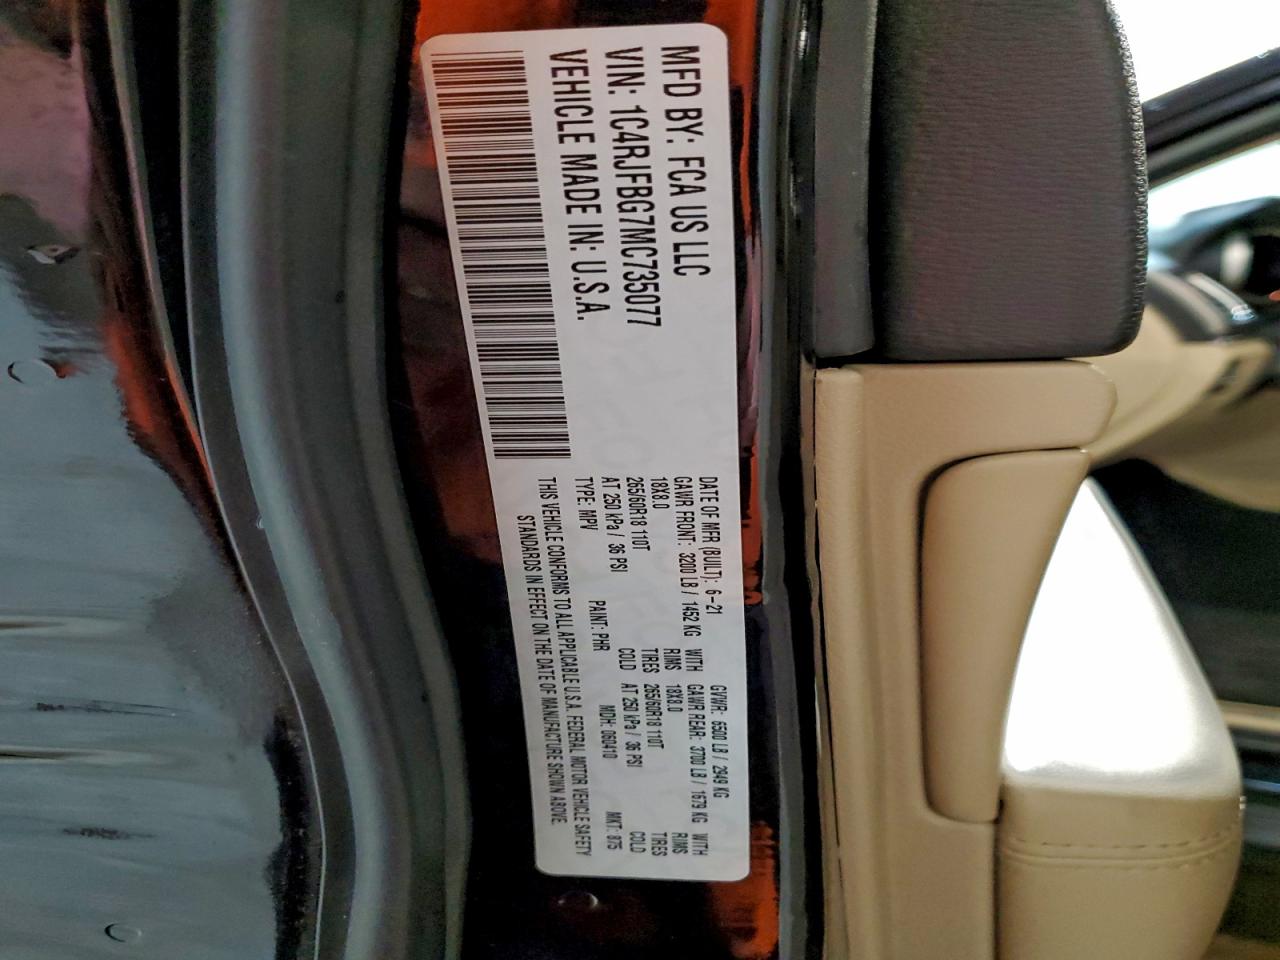 MFD BY: FCA US LLC
VIN: 1C4RJFBG7MC735077
VEHICLE MADE IN: U.S.A.
DATE OF MFR (BUILT): 6-21 GVWR: 6500 LB / 2949 KG
GAWR FRONT: 3200 LB / 1452 KG WITH GAWR REAR: 3700 LB / 1679 KG WITH
18X8.0 RIMS 18X8.0 RIMS
265/60R18 110T TIRES 265/60R18 110T TIRES
AT 250 kPa / 36 PSI COLD AT 250 kPa / 36 PSI COLD
TYPE: MPV PAINT: PHR MDH: 060410 MKT: 875
THIS VEHICLE CONFORMS TO ALL APPLICABLE U.S.A. FEDERAL MOTOR VEHICLE SAFETY
STANDARDS IN EFFECT ON THE DATE OF MANUFACTURE SHOWN ABOVE.